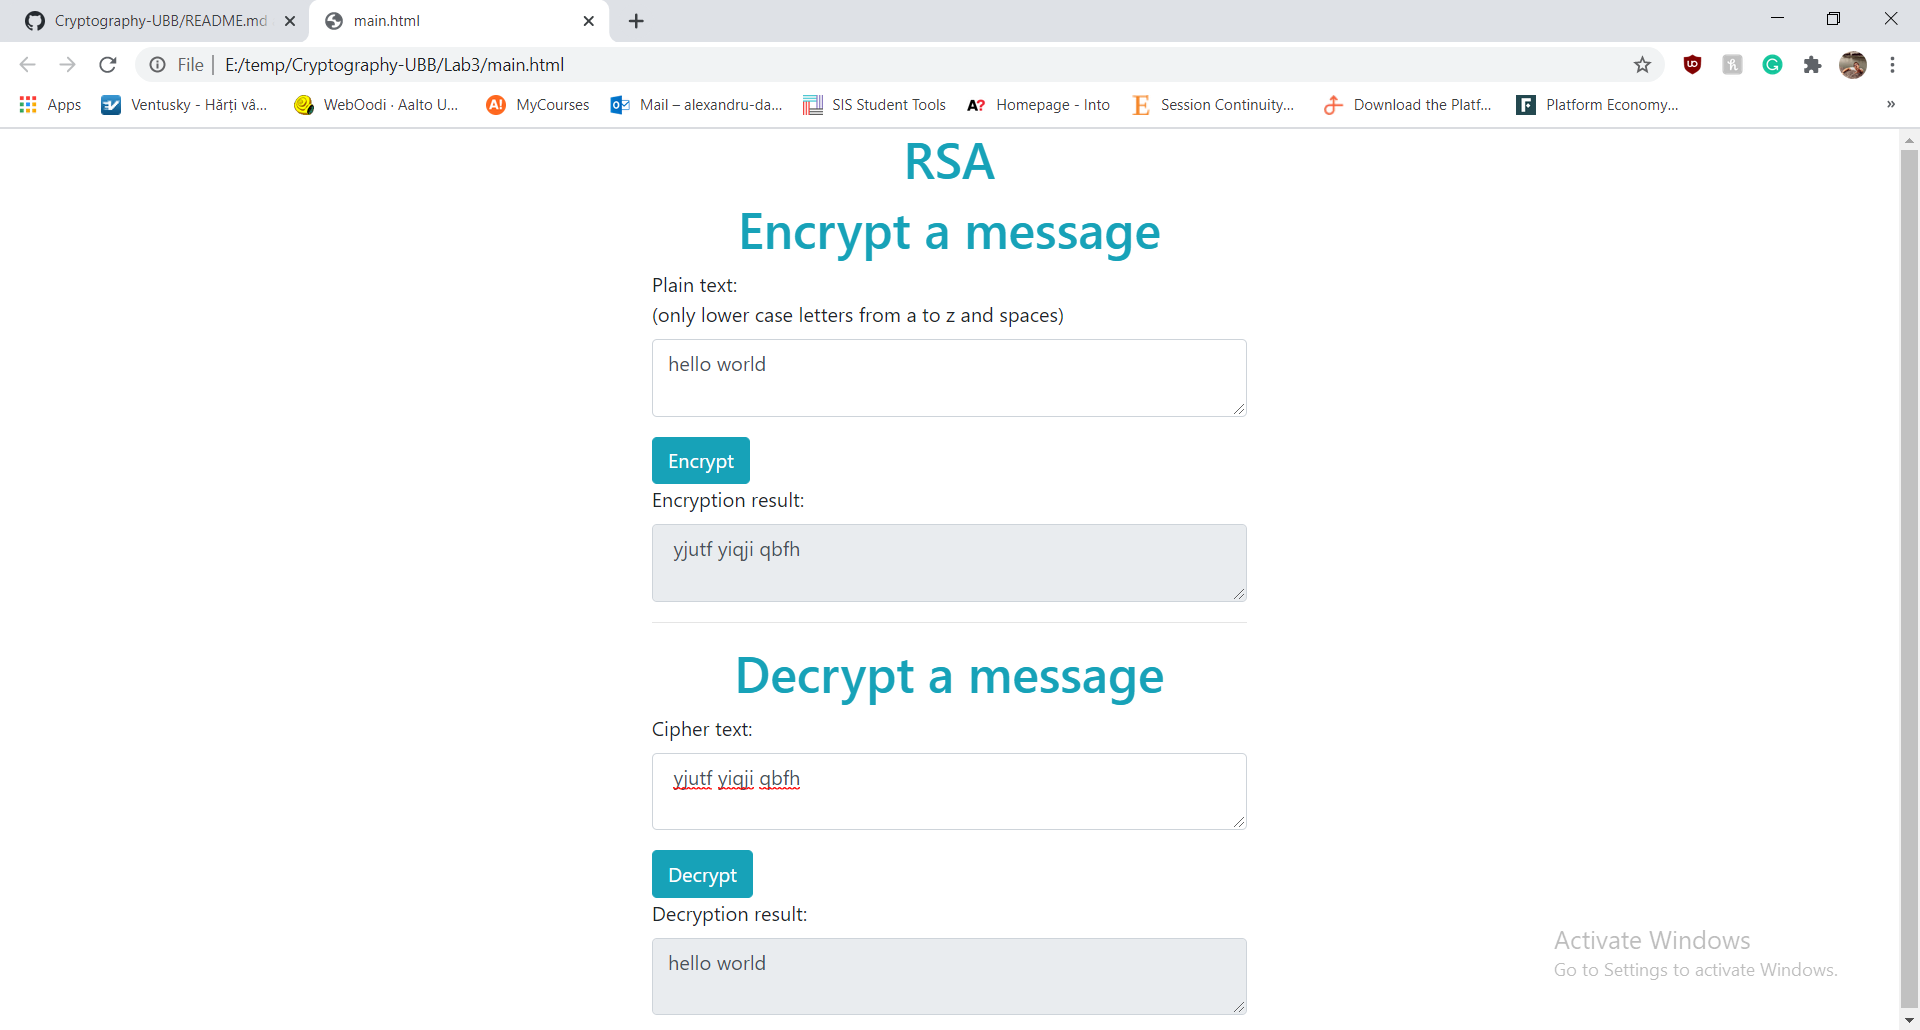 Cryptography-UBB/README.md
main.html
File
E:/temp/Cryptography-UBB/Lab3/main.html
Apps
Ventusky - Hărți vâ...
WebOodi · Aalto U...
A! MyCourses
Mail – alexandru-da...
SIS Student Tools
A? Homepage - Into
E Session Continuity...
Download the Platf...
Platform Economy...
»
RSA
Encrypt a message
Plain text:
(only lower case letters from a to z and spaces)
hello world
Encrypt
Encryption result:
yjutf yiqji qbfh
Decrypt a message
Cipher text:
yjutf yiqji qbfh
Decrypt
Decryption result:
hello world
Activate Windows
Go to Settings to activate Windows.